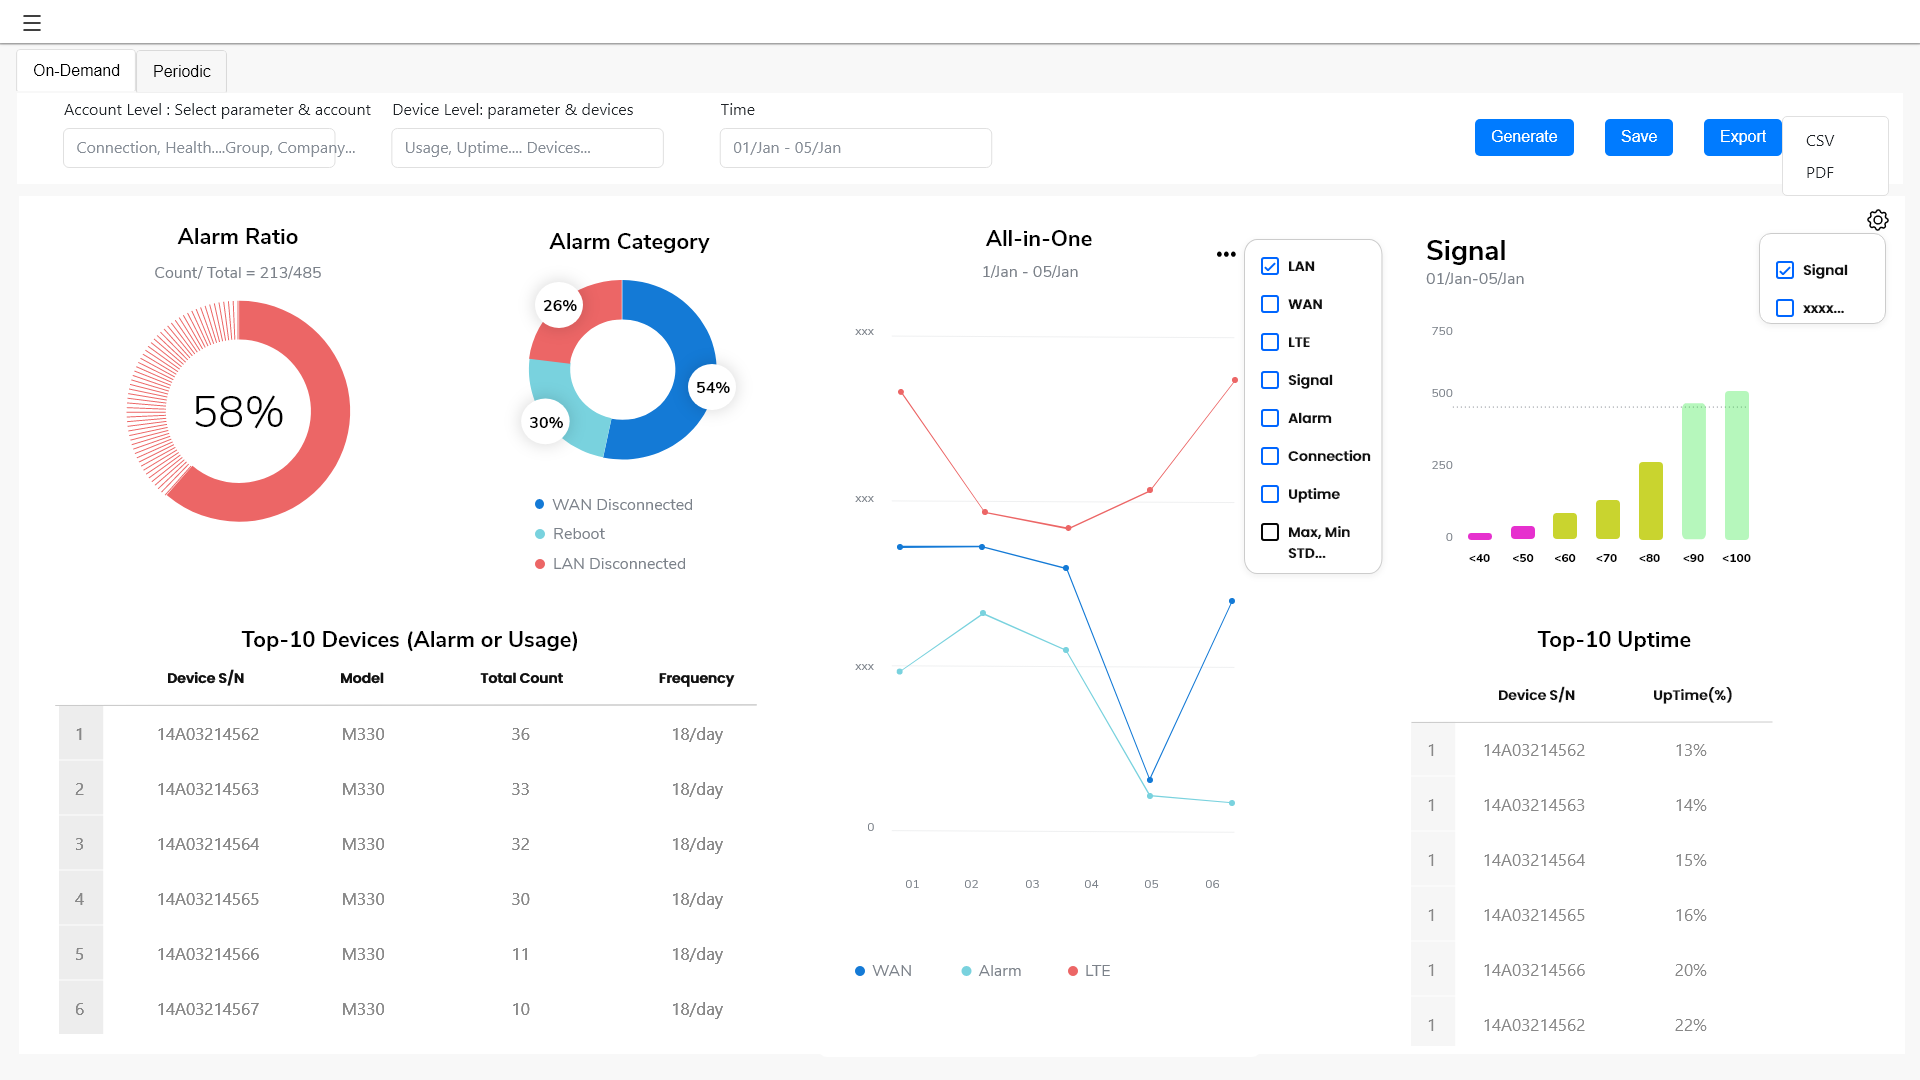 On-Demand
Periodic
Account Level : Select parameter & account
Device Level: parameter & devices
Time
Connection, Health....Group, Company...
Usage, Uptime.... Devices...
01/Jan - 05/Jan
Generate
Save
Export
CSV
PDF
Alarm Ratio
Count/ Total = 213/485
58%
Alarm Category
26%
54%
30%
WAN Disconnected
Reboot
LAN Disconnected
All-in-One
1/Jan - 05/Jan
xxx
xxx
xxx
0
01 02 03 04 05 06
WAN Alarm LTE
LAN
WAN
LTE
Signal
Alarm
Connection
Uptime
Max, Min
STD...
Signal
01/Jan-05/Jan
Signal
xxxx...
750
500
250
0
<40 <50 <60 <70 <80 <90 <100
Top-10 Devices (Alarm or Usage)
Device S/N Model Total Count Frequency
1 14A03214562 M330 36 18/day
2 14A03214563 M330 33 18/day
3 14A03214564 M330 32 18/day
4 14A03214565 M330 30 18/day
5 14A03214566 M330 11 18/day
6 14A03214567 M330 10 18/day
Top-10 Uptime
Device S/N UpTime(%)
1 14A03214562 13%
1 14A03214563 14%
1 14A03214564 15%
1 14A03214565 16%
1 14A03214566 20%
1 14A03214562 22%